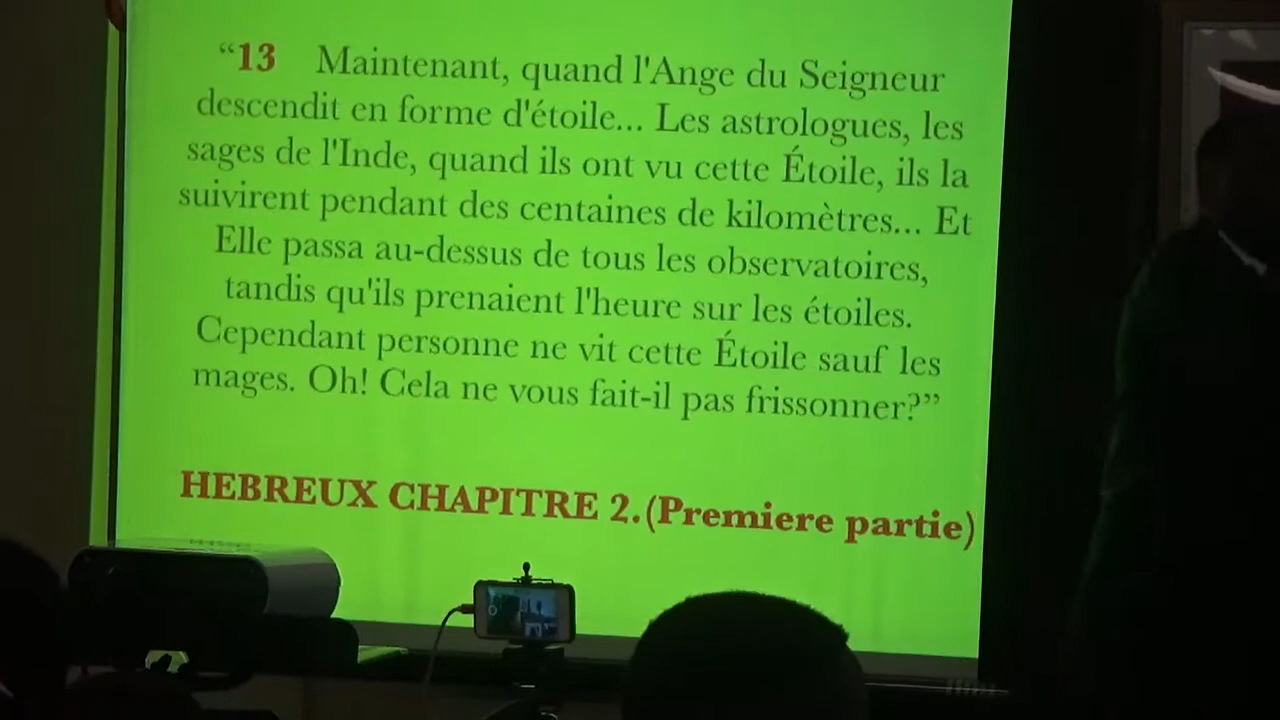 “13 Maintenant, quand l'Ange du Seigneur
descendit en forme d'étoile... Les astrologues, les
sages de l'Inde, quand ils ont vu cette Étoile, ils la
suivirent pendant des centaines de kilomètres... Et
Elle passa au-dessus de tous les observatoires,
tandis qu'ils prenaient l'heure sur les étoiles.
Cependant personne ne vit cette Étoile sauf les
mages. Oh! Cela ne vous fait-il pas frissonner?”
HEBREUX CHAPITRE 2.(Premiere partie)